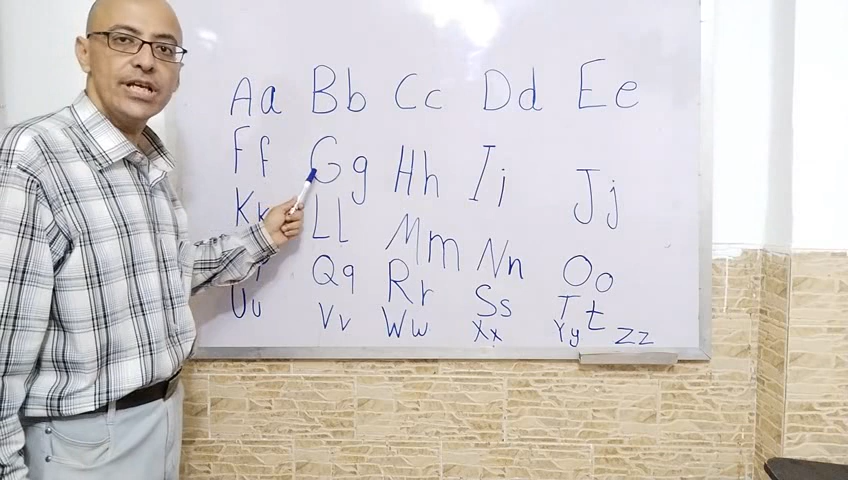 Aa Bb Cc Dd Ee
Ff Gg Hh Ii Jj
Kk Ll Mm Nn Oo
Qq Rr Ss Tt
Uu Vv Ww Xx Yy Zz